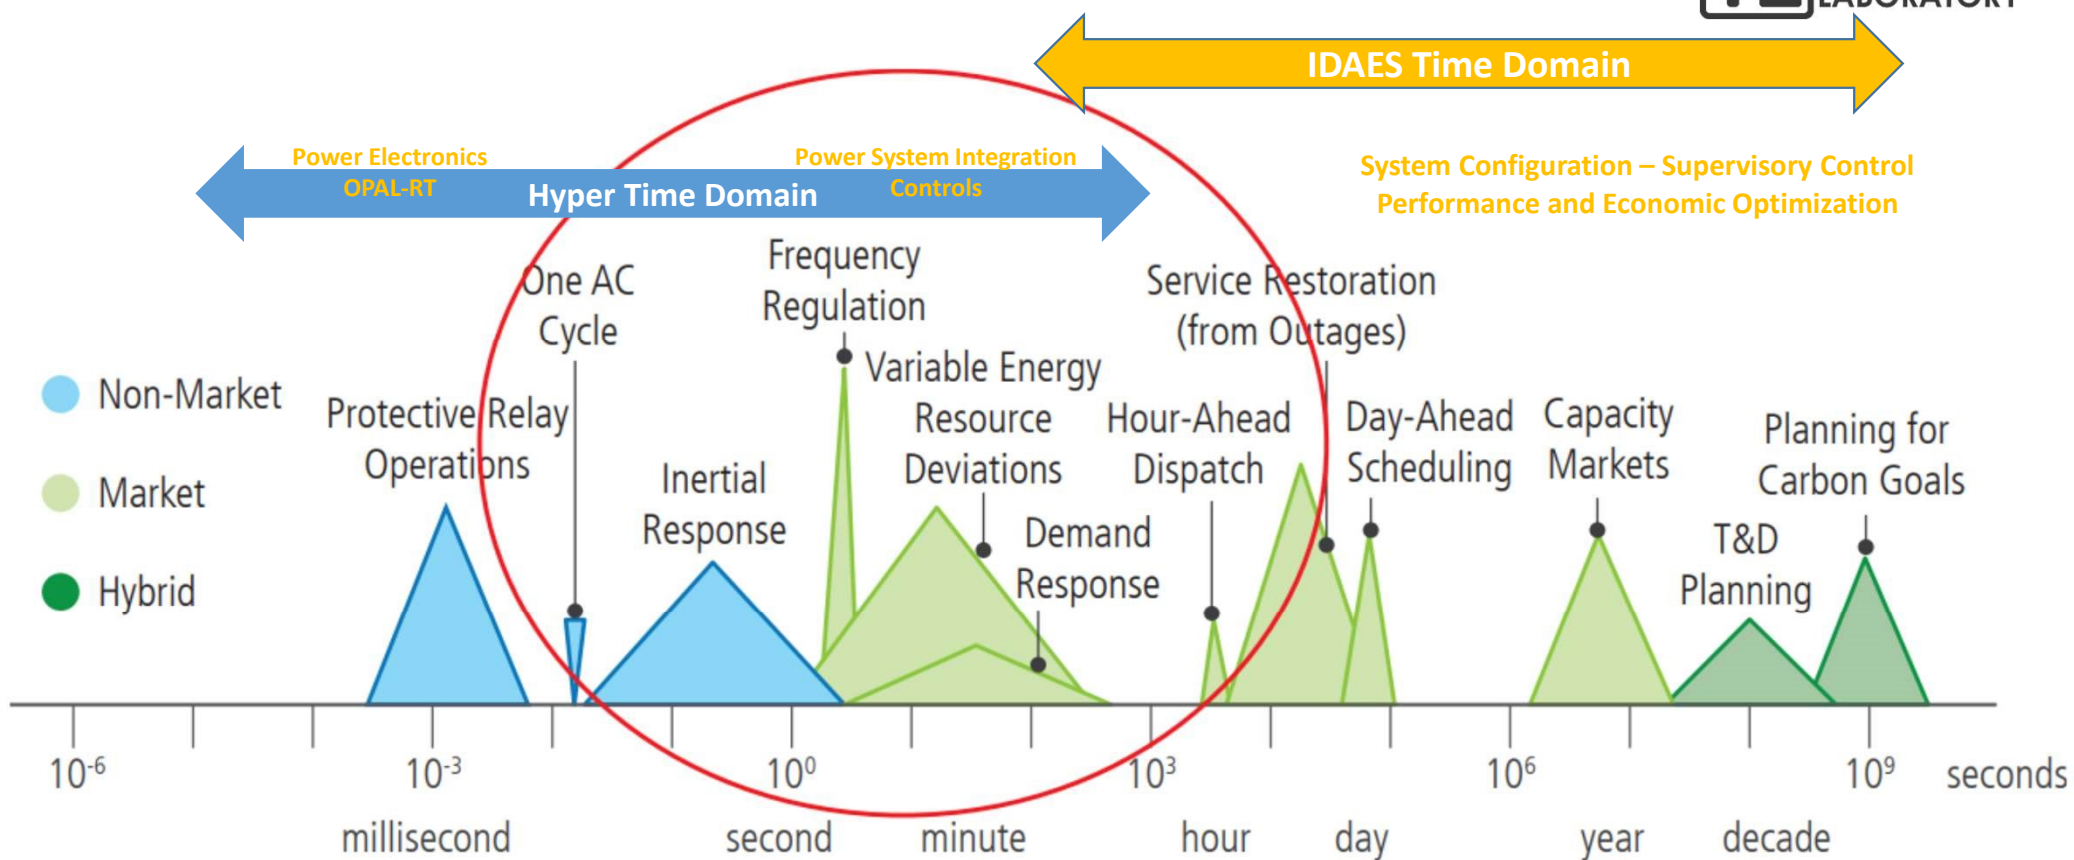 LABORATORY
IDAES Time Domain
Power Electronics
OPAL-RT
Hyper Time Domain
Power System Integration
Controls
System Configuration – Supervisory Control
Performance and Economic Optimization
One AC
Cycle
Frequency
Regulation
Service Restoration
(from Outages)
Non-Market
Market
Hybrid
Protective Relay
Operations
Inertial
Response
Variable Energy
Resource
Deviations
Demand
Response
Hour-Ahead
Dispatch
Day-Ahead
Scheduling
Capacity
Markets
T&D
Planning
Planning for
Carbon Goals
10-6 10-3 100 103 106 109 seconds
millisecond second minute hour day year decade